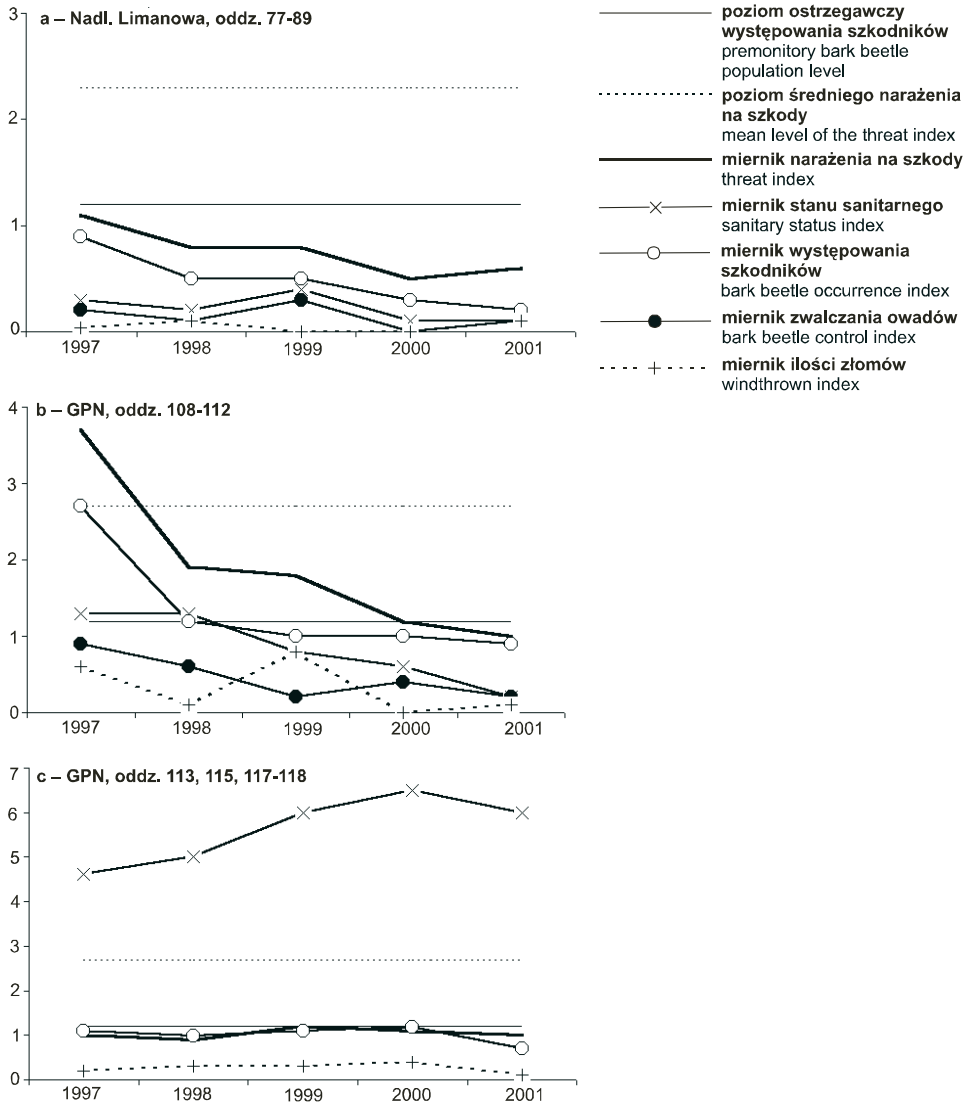 3
2
1
0
a – Nadl. Limanowa, oddz. 77-89
1997 1998 1999 2000 2001
poziom ostrzegawczy
występowania szkodników
premonitory bark beetle
population level
poziom średniego narażenia
na szkody
mean level of the threat index
miernik narażenia na szkody
threat index
miernik stanu sanitarnego
sanitary status index
miernik występowania
szkodników
bark beetle occurrence index
miernik zwalczania owadów
bark beetle control index
miernik ilości złomów
windthrown index
4
3
2
1
0
b – GPN, oddz. 108-112
1997 1998 1999 2000 2001
7
6
5
4
3
2
1
0
c – GPN, oddz. 113, 115, 117-118
1997 1998 1999 2000 2001